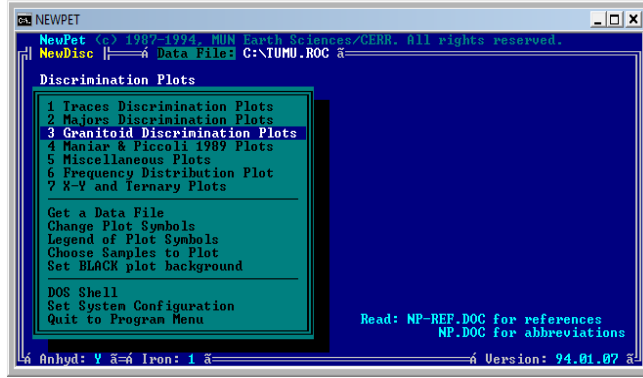 NEWPET
NewPet (c) 1987-1994, MUN Earth Sciences/CERR. All rights reserved.
NewDisc á Data File: C:\TUMU.ROC ã
Discrimination Plots
1 Traces Discrimination Plots
2 Majors Discrimination Plots
3 Granitoid Discrimination Plots
4 Maniar & Piccoli 1989 Plots
5 Miscellaneous Plots
6 Frequency Distribution Plot
7 X-Y and Ternary Plots
Get a Data File
Change Plot Symbols
Legend of Plot Symbols
Choose Samples to Plot
Set BLACK plot background
DOS Shell
Set System Configuration
Quit to Program Menu
Read: NP-REF.DOC for references
NP.DOC for abbreviations
á Anhyd: Y ã á Iron: 1 ã á Version: 94.01.07 ã